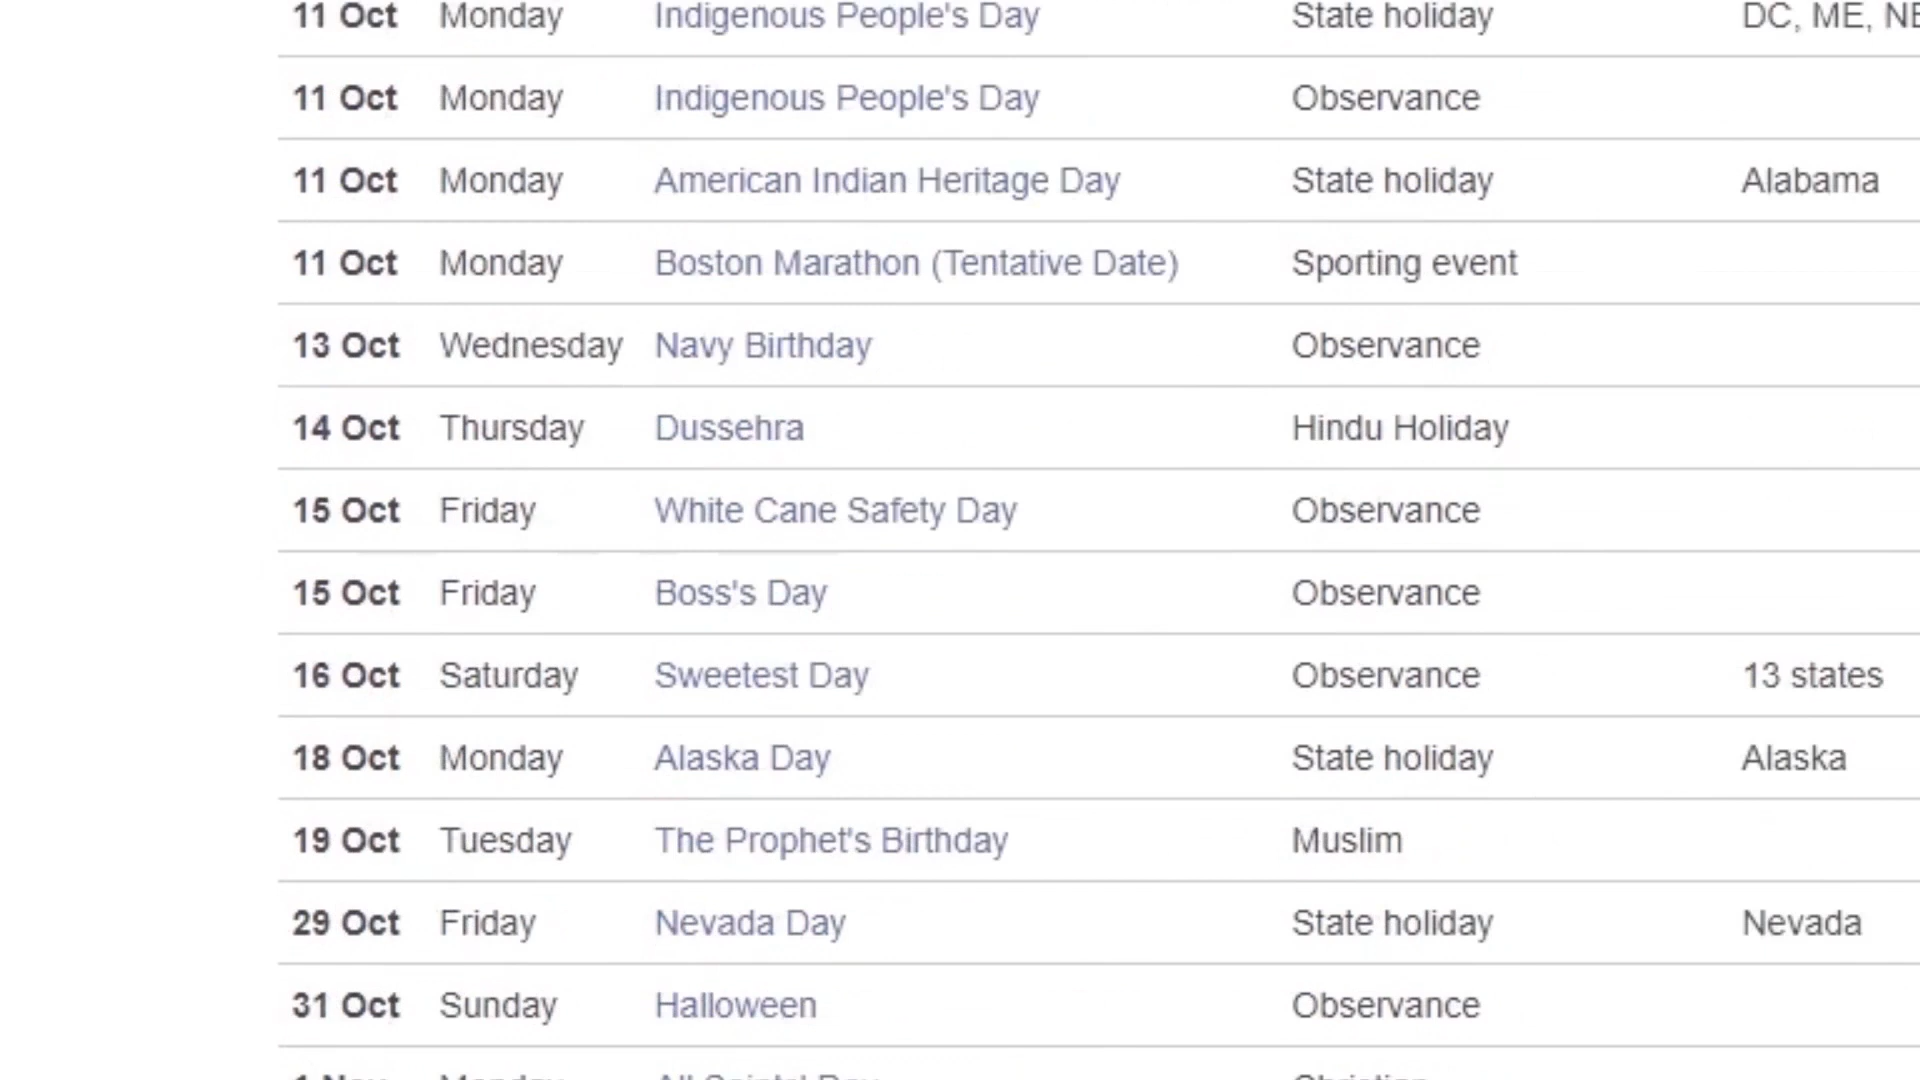 11 Oct Monday Indigenous People's Day State holiday DC, ME,
11 Oct Monday Indigenous People's Day Observance
11 Oct Monday American Indian Heritage Day State holiday Alabama
11 Oct Monday Boston Marathon (Tentative Date) Sporting event
13 Oct Wednesday Navy Birthday Observance
14 Oct Thursday Dussehra Hindu Holiday
15 Oct Friday White Cane Safety Day Observance
15 Oct Friday Boss's Day Observance
16 Oct Saturday Sweetest Day Observance 13 states
18 Oct Monday Alaska Day State holiday Alaska
19 Oct Tuesday The Prophet's Birthday Muslim
29 Oct Friday Nevada Day State holiday Nevada
31 Oct Sunday Halloween Observance